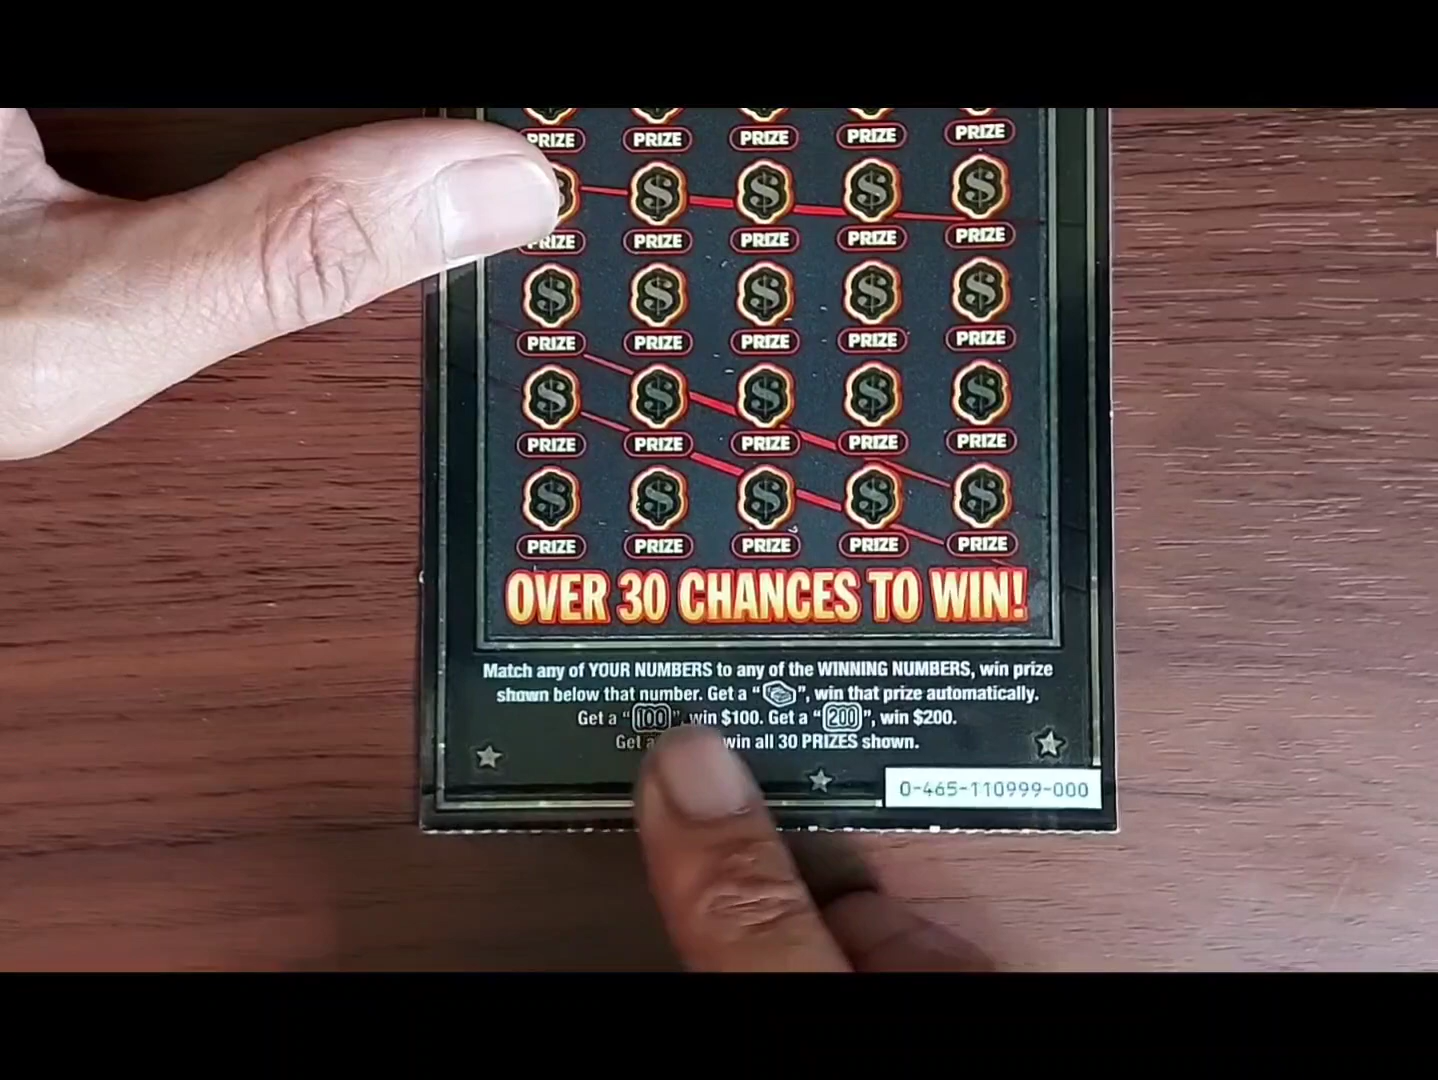 PRIZE PRIZE PRIZE PRIZE PRIZE
$ $ $ $
PRIZE PRIZE PRIZE PRIZE PRIZE
$ $ $ $ $
PRIZE PRIZE PRIZE PRIZE PRIZE
$ $ $ $ $
PRIZE PRIZE PRIZE PRIZE PRIZE
$ $ $ $ $
PRIZE PRIZE PRIZE PRIZE PRIZE
OVER 30 CHANCES TO WIN!
Match any of YOUR NUMBERS to any of the WINNING NUMBERS, win prize
shown below that number. Get a “ ”, win that prize automatically.
Get a “100”, win $100. Get a “200”, win $200.
Get a win all 30 PRIZES shown.
0-465-110999-000